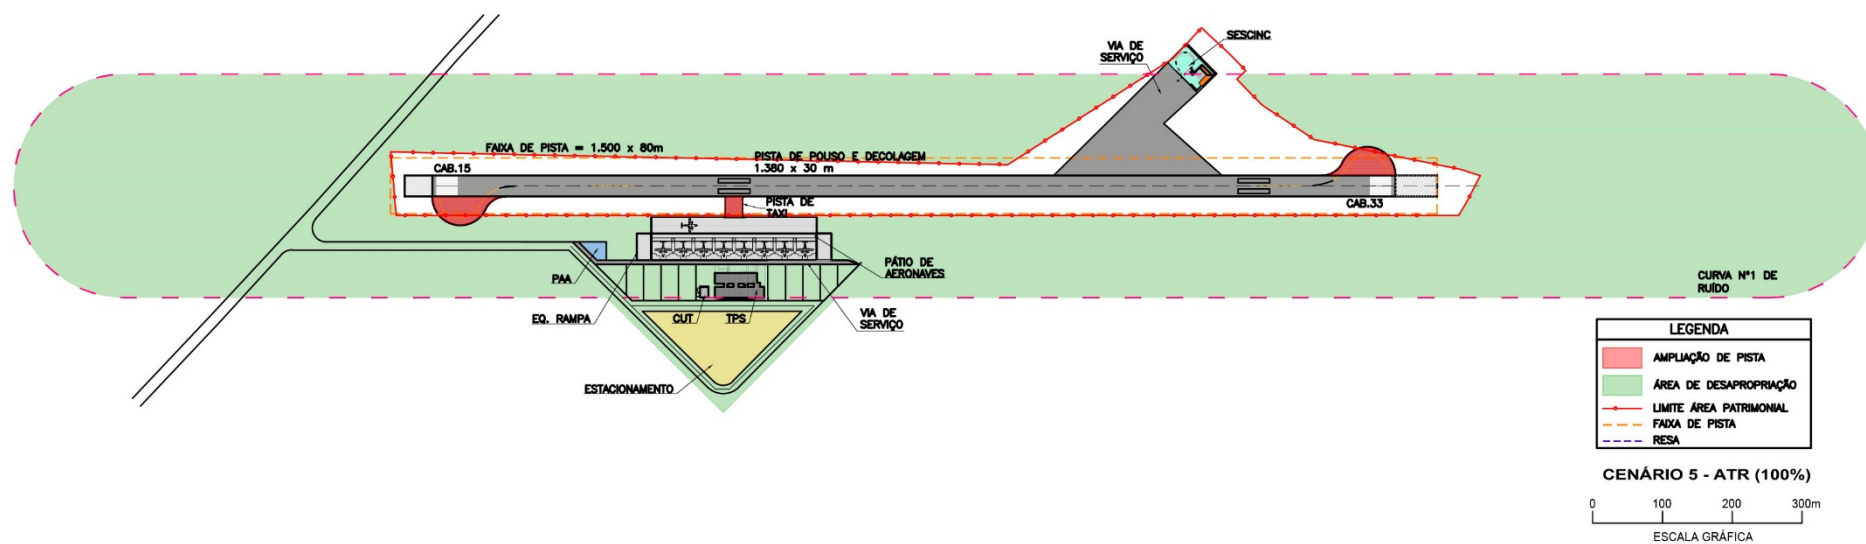 VIA DE
SERVIÇO
SESCINC
FAIXA DE PISTA = 1.500 x 80m
PISTA DE POUSO E DECOLAGEM
1.380 x 30 m
CAB.15
CAB.33
PISTA DE
TAXI
PAA
PÁTIO DE
AERONAVES
EQ. RAMPA
CUT
TPS
VIA DE
SERVIÇO
ESTACIONAMENTO
CURVA N°1 DE
RUÍDO
LEGENDA
AMPLIAÇÃO DE PISTA
ÁREA DE DESAPROPRIAÇÃO
LIMITE ÁREA PATRIMONIAL
FAIXA DE PISTA
RESA
CENÁRIO 5 - ATR (100%)
0 100 200 300m
ESCALA GRÁFICA